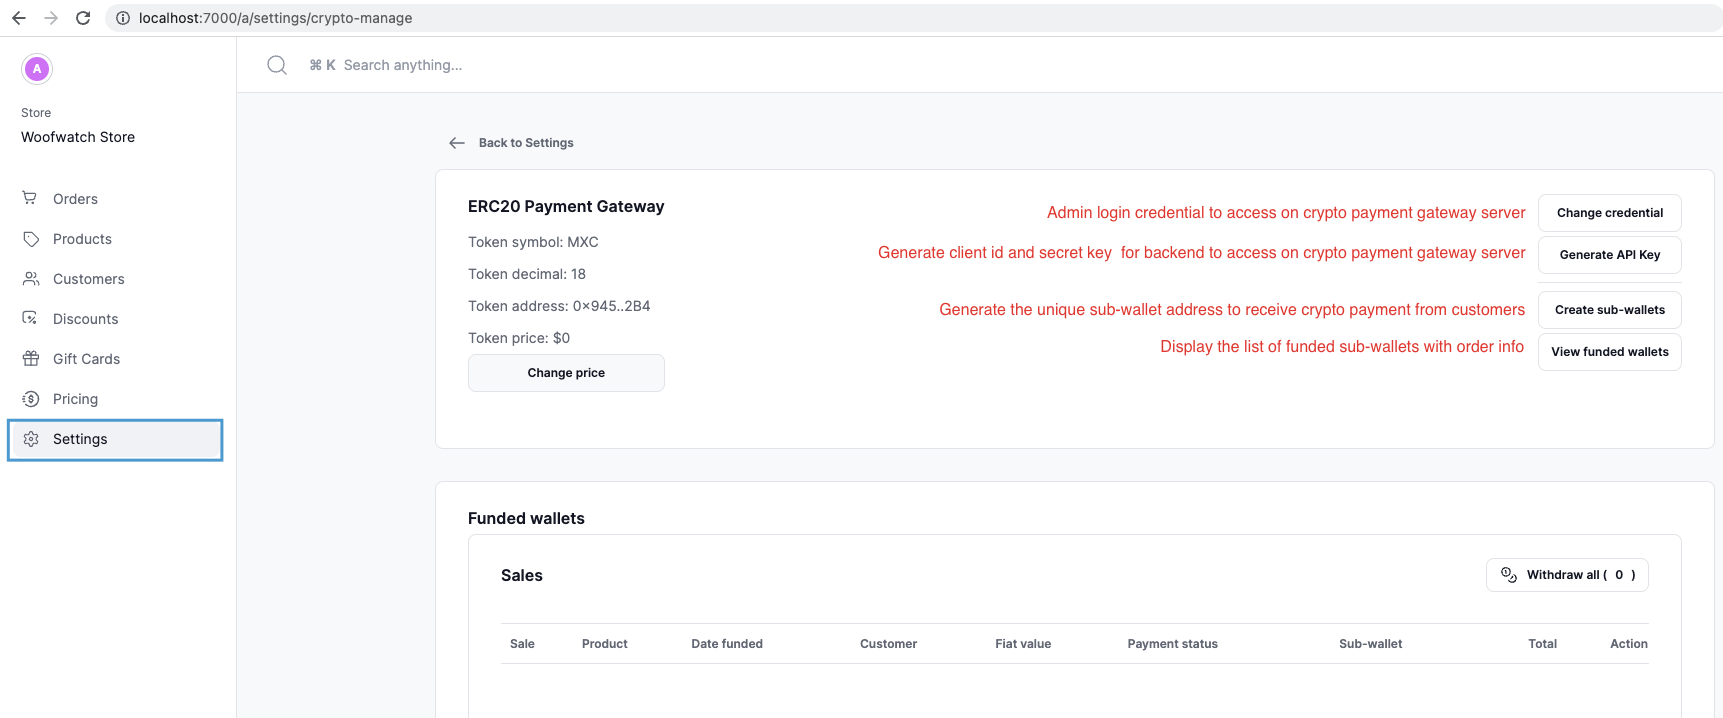 localhost:7000/a/settings/crypto-manage
A
⌘ K Search anything...
Store
Woofwatch Store
Orders
Products
Customers
Discounts
Gift Cards
Pricing
Settings
Back to Settings
ERC20 Payment Gateway
Token symbol: MXC
Token decimal: 18
Token address: 0x945..2B4
Token price: $0
Change price
Admin login credential to access on crypto payment gateway server
Change credential
Generate client id and secret key  for backend to access on crypto payment gateway server
Generate API Key
Generate the unique sub-wallet address to receive crypto payment from customers
Create sub-wallets
Display the list of funded sub-wallets with order info
View funded wallets
Funded wallets
Sales
Withdraw all ( 0 )
Sale Product Date funded Customer Fiat value Payment status Sub-wallet Total Action